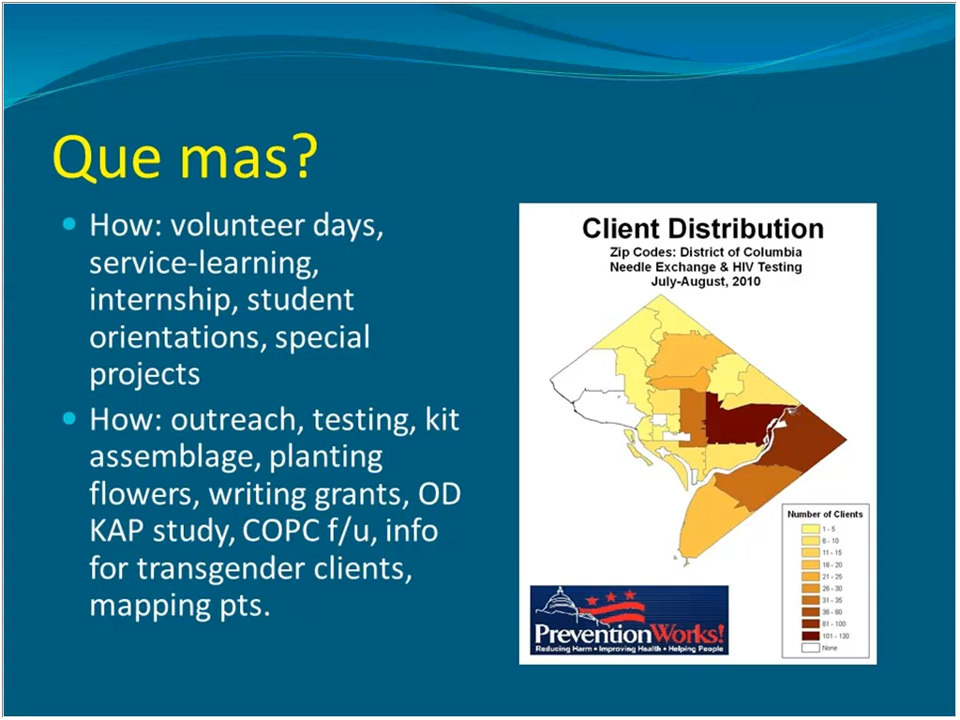 Que mas?
• How: volunteer days,
service-learning,
internship, student
orientations, special
projects
• How: outreach, testing, kit
assemblage, planting
flowers, writing grants, OD
KAP study, COPC f/u, info
for transgender clients,
mapping pts.
Client Distribution
Zip Codes: District of Columbia
Needle Exchange & HIV Testing
July-August, 2010
Number of Clients
1 - 5
6 - 10
11 - 15
16 - 20
21 - 25
26 - 30
31 - 35
36 - 80
81 - 100
101 - 130
None
PreventionWorks!
Reducing Harm • Improving Health • Helping People